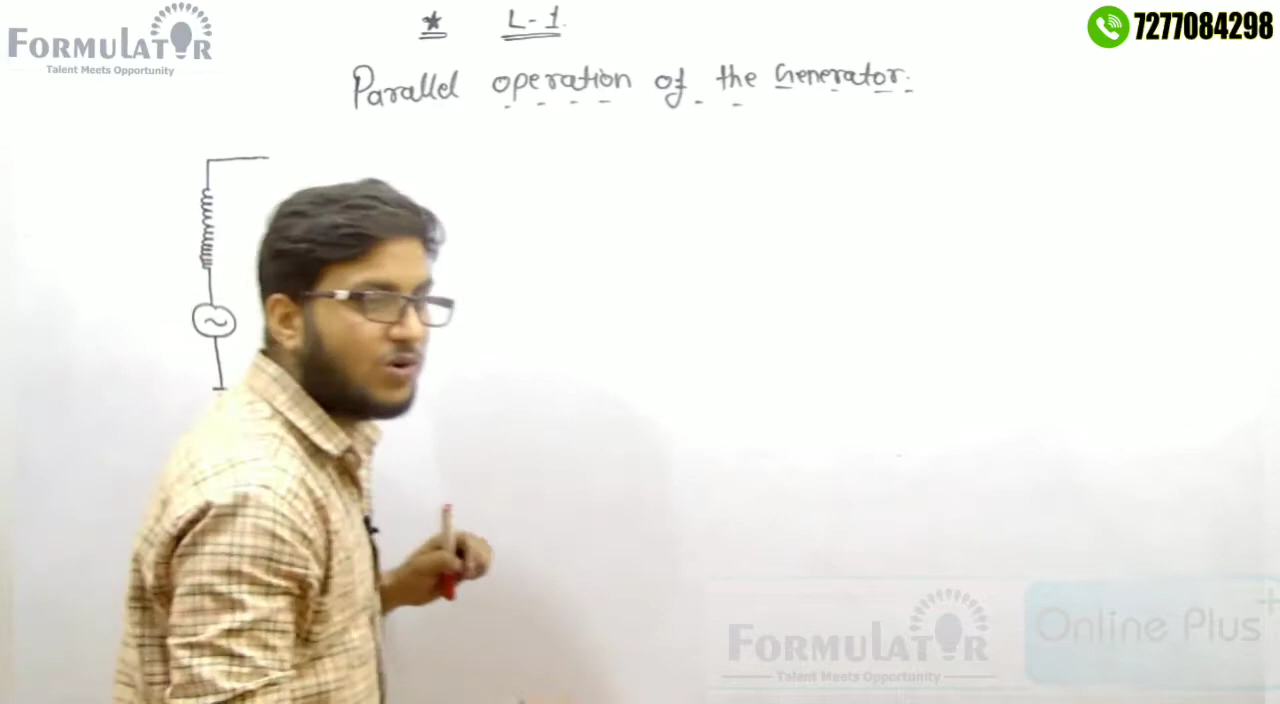 FORMULATOR
Talent Meets Opportunity
* L-1.
7277084298
Parallel operation of the Generator.
~
FORMULATOR
Talent Meets Opportunity
Online Plus+